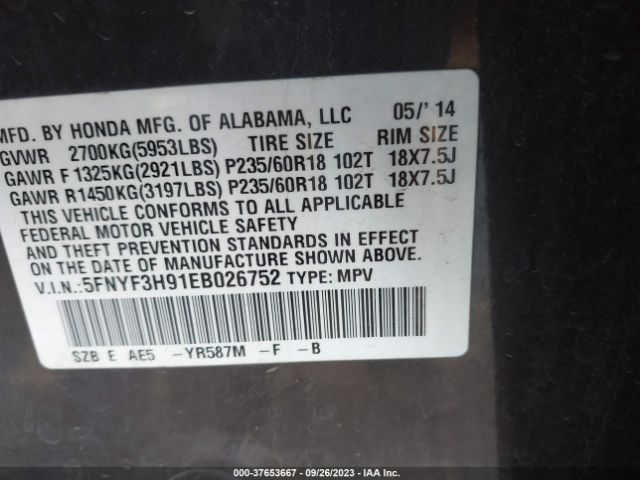 MFD. BY HONDA MFG. OF ALABAMA, LLC 05/'14
GVWR 2700KG(5953LBS) TIRE SIZE RIM SIZE
GAWR F 1325KG(2921LBS) P235/60R18 102T 18X7.5J
GAWR R1450KG(3197LBS) P235/60R18 102T 18X7.5J
THIS VEHICLE CONFORMS TO ALL APPLICABLE
FEDERAL MOTOR VEHICLE SAFETY
AND THEFT PREVENTION STANDARDS IN EFFECT
ON THE DATE OF MANUFACTURE SHOWN ABOVE.
V.I.N.:5FNYF3H91EB026752 TYPE: MPV
SZB E AE5 -YR587M -F -B
000-37653667 - 09/26/2023 - IAAI.COM